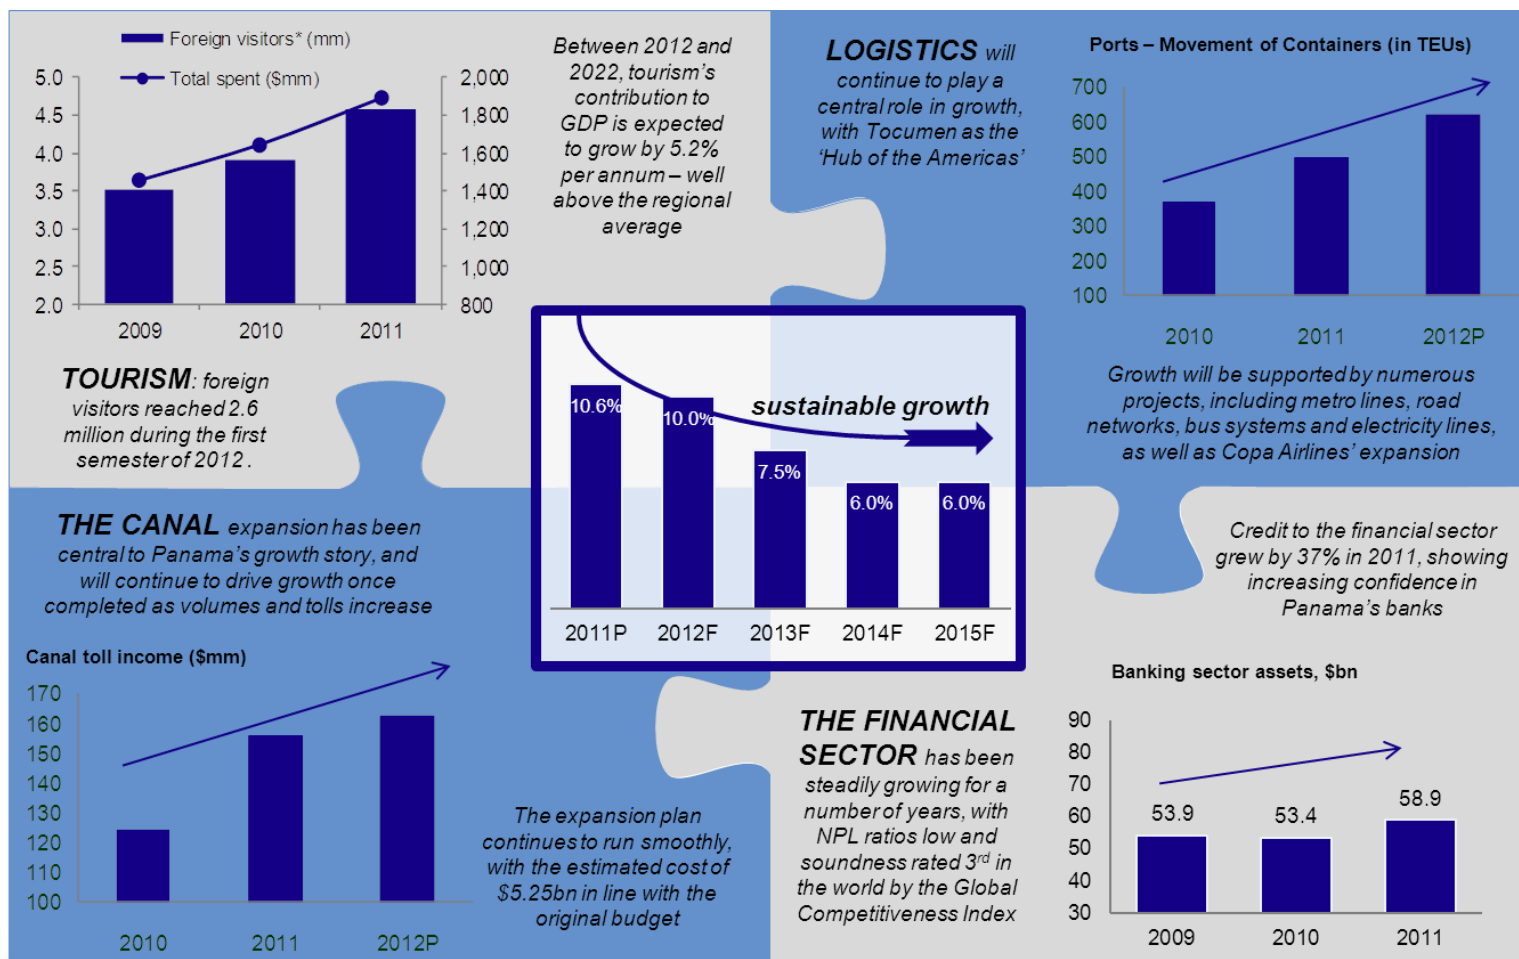 Foreign visitors* (mm)
Total spent ($mm)
5.0
4.5
4.0
3.5
3.0
2.5
2.0
2,000
1,800
1,600
1,400
1,200
1,000
800
2009
2010
2011
Between 2012 and
2022, tourism's
contribution to
GDP is expected
to grow by 5.2%
per annum – well
above the regional
average
TOURISM: foreign
visitors reached 2.6
million during the first
semester of 2012 .
LOGISTICS will
continue to play a
central role in growth,
with Tocumen as the
'Hub of the Americas'
Ports – Movement of Containers (in TEUs)
700
600
500
400
300
200
100
2010
2011
2012P
Growth will be supported by numerous
projects, including metro lines, road
networks, bus systems and electricity lines,
as well as Copa Airlines' expansion
sustainable growth
10.6%
10.0%
7.5%
6.0%
6.0%
2011P
2012F
2013F
2014F
2015F
THE CANAL expansion has been
central to Panama's growth story, and
will continue to drive growth once
completed as volumes and tolls increase
Canal toll income ($mm)
170
160
150
140
130
120
110
100
2010
2011
2012P
The expansion plan
continues to run smoothly,
with the estimated cost of
$5.25bn in line with the
original budget
Credit to the financial sector
grew by 37% in 2011, showing
increasing confidence in
Panama's banks
THE FINANCIAL
SECTOR has been
steadily growing for a
number of years, with
NPL ratios low and
soundness rated 3rd in
the world by the Global
Competitiveness Index
Banking sector assets, $bn
90
80
70
60
50
40
30
53.9
53.4
58.9
2009
2010
2011